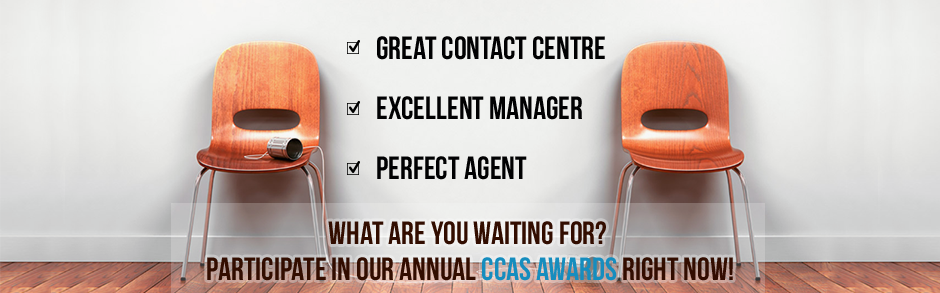 GREAT CONTACT CENTRE
EXCELLENT MANAGER
PERFECT AGENT
WHAT ARE YOU WAITING FOR?
PARTICIPATE IN OUR ANNUAL CCAS AWARDS RIGHT NOW!